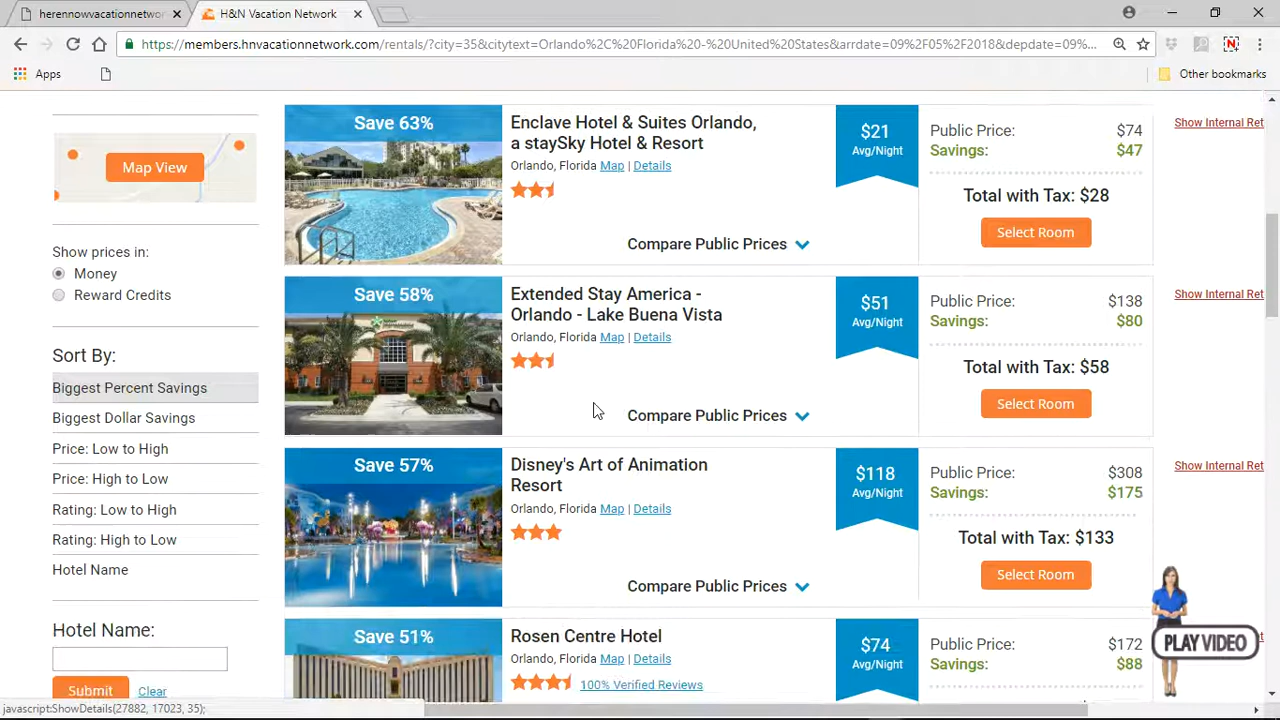 herennowvacationnetwor
H&N Vacation Network
https://members.hnvacationnetwork.com/rentals/?city=35&citytext=Orlando%2C%20Florida%20-%20United%20States&arrdate=09%2F05%2F2018&depdate=09%...
Apps
Other bookmarks
Map View
Show prices in:
Money
Reward Credits
Sort By:
Biggest Percent Savings
Biggest Dollar Savings
Price: Low to High
Price: High to Low
Rating: Low to High
Rating: High to Low
Hotel Name
Hotel Name:
Submit Clear
Save 63%
Enclave Hotel & Suites Orlando,
a staySky Hotel & Resort
Orlando, Florida Map | Details
Compare Public Prices
$21
Avg/Night
Public Price: $74
Savings: $47
Total with Tax: $28
Select Room
Show Internal Ret
Save 58%
Extended Stay America -
Orlando - Lake Buena Vista
Orlando, Florida Map | Details
Compare Public Prices
$51
Avg/Night
Public Price: $138
Savings: $80
Total with Tax: $58
Select Room
Show Internal Ret
Save 57%
Disney's Art of Animation
Resort
Orlando, Florida Map | Details
Compare Public Prices
$118
Avg/Night
Public Price: $308
Savings: $175
Total with Tax: $133
Select Room
Show Internal Ret
Save 51%
Rosen Centre Hotel
Orlando, Florida Map | Details
100% Verified Reviews
$74
Avg/Night
Public Price: $172
Savings: $88
PLAY VIDEO
javascript:ShowDetails(27882, 17023, 35);